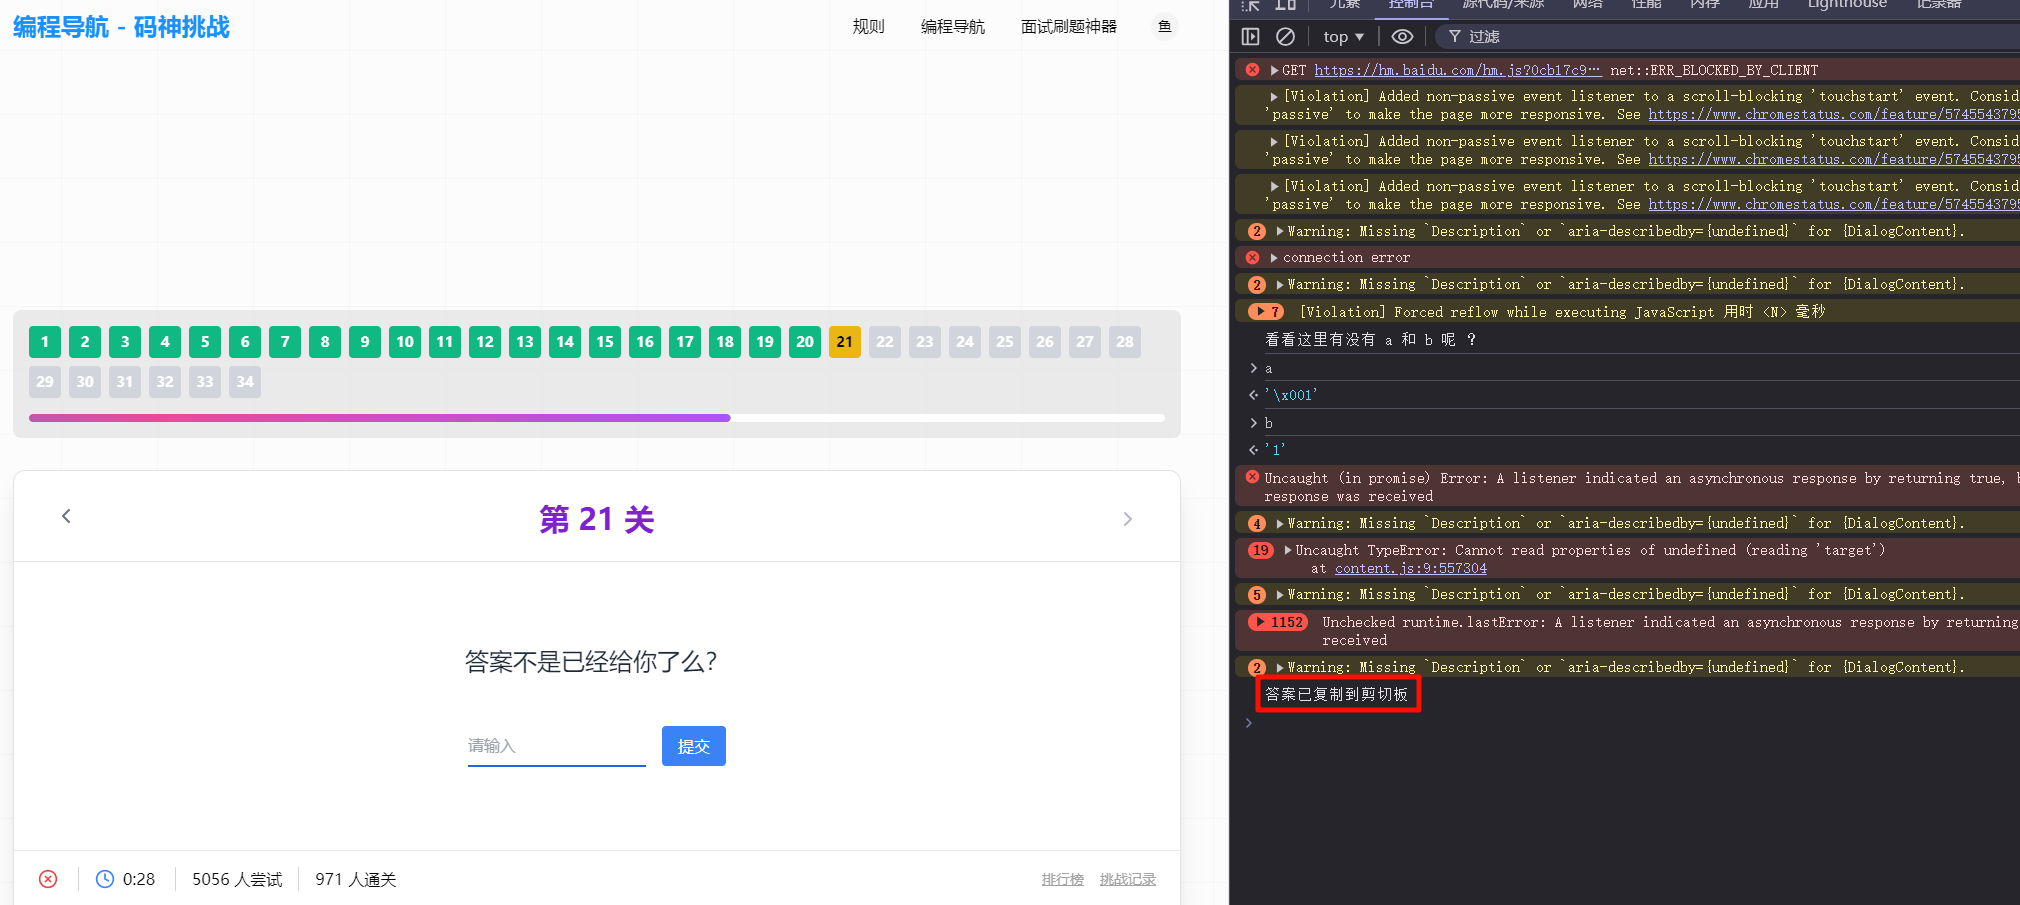 编程导航 - 码神挑战
规则 编程导航 面试刷题神器 鱼
1 2 3 4 5 6 7 8 9 10 11 12 13 14 15 16 17 18 19 20 21 22 23 24 25 26 27 28
29 30 31 32 33 34
第 21 关
答案不是已经给你了么？
请输入 提交
0:28 5056 人尝试 971 人通关 排行榜 挑战记录
元素 控制台 源代码/来源 网络 性能 内存 应用 Lighthouse 记录器
top 过滤
GET https://hm.baidu.com/hm.js?0cb17c9… net::ERR_BLOCKED_BY_CLIENT
[Violation] Added non-passive event listener to a scroll-blocking 'touchstart' event. Consid
'passive' to make the page more responsive. See https://www.chromestatus.com/feature/574554379
[Violation] Added non-passive event listener to a scroll-blocking 'touchstart' event. Consid
'passive' to make the page more responsive. See https://www.chromestatus.com/feature/574554379
[Violation] Added non-passive event listener to a scroll-blocking 'touchstart' event. Consid
'passive' to make the page more responsive. See https://www.chromestatus.com/feature/574554379
2 Warning: Missing `Description` or `aria-describedby={undefined}` for {DialogContent}.
connection error
2 Warning: Missing `Description` or `aria-describedby={undefined}` for {DialogContent}.
7 [Violation] Forced reflow while executing JavaScript 用时 <N> 毫秒
看看这里有没有 a 和 b 呢 ？
a
'\x001'
b
'1'
Uncaught (in promise) Error: A listener indicated an asynchronous response by returning true,
response was received
4 Warning: Missing `Description` or `aria-describedby={undefined}` for {DialogContent}.
19 Uncaught TypeError: Cannot read properties of undefined (reading 'target')
at content.js:9:557304
5 Warning: Missing `Description` or `aria-describedby={undefined}` for {DialogContent}.
1152 Unchecked runtime.lastError: A listener indicated an asynchronous response by returning
received
2 Warning: Missing `Description` or `aria-describedby={undefined}` for {DialogContent}.
答案已复制到剪切板